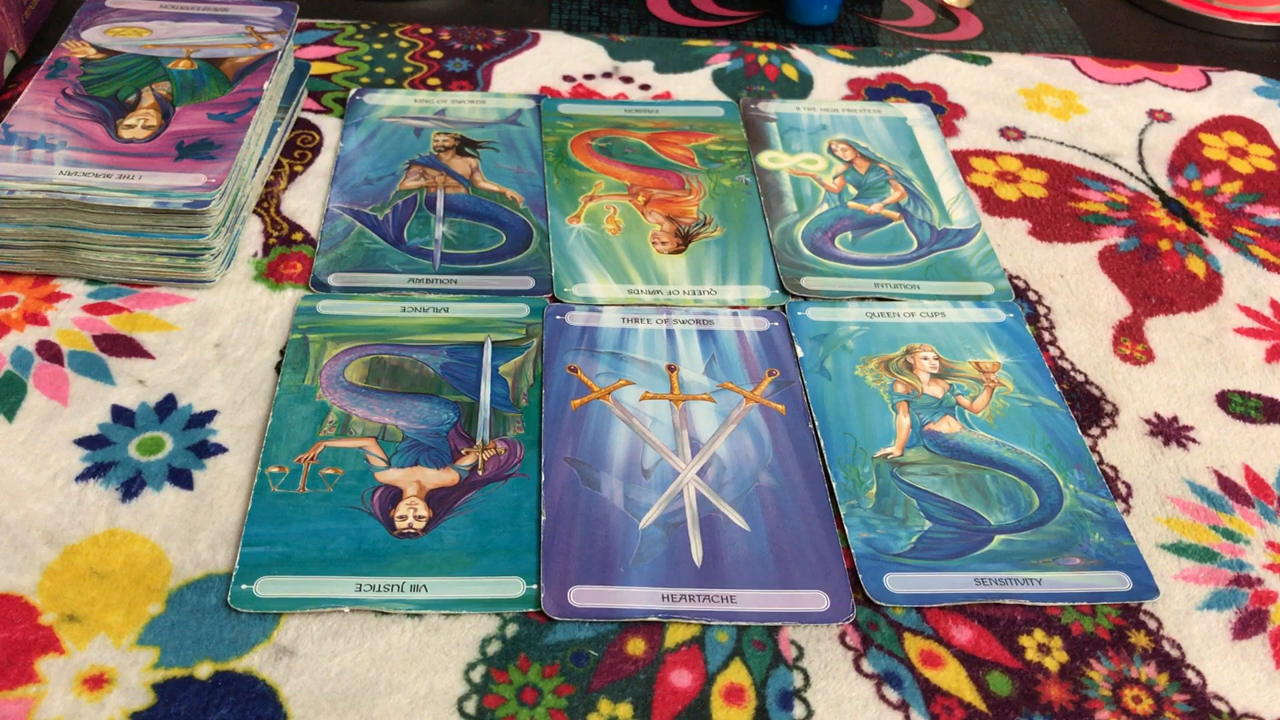 MANIFESTATION
I THE MAGICIAN
KING OF SWORDS
PASSION
II THE HIGH PRIESTESS
AMBITION
QUEEN OF WANDS
INTUITION
BALANCE
THREE OF SWORDS
QUEEN OF CUPS
VIII JUSTICE
HEARTACHE
SENSITIVITY